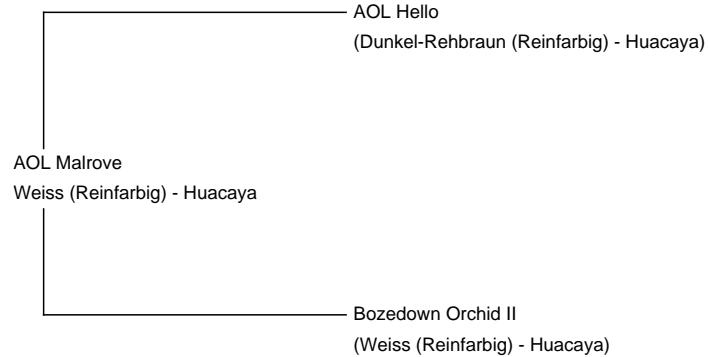 AOL Hello
(Dunkel-Rehbraun (Reinfarbig) - Huacaya)
AOL Malrove
Weiss (Reinfarbig) - Huacaya
Bozedown Orchid II
(Weiss (Reinfarbig) - Huacaya)